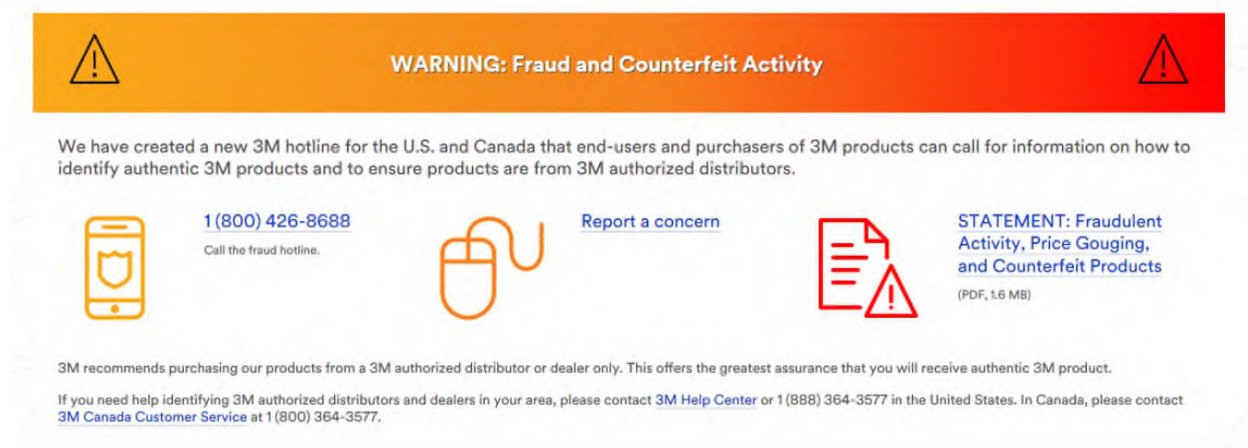 WARNING: Fraud and Counterfeit Activity
We have created a new 3M hotline for the U.S. and Canada that end-users and purchasers of 3M products can call for information on how to
identify authentic 3M products and to ensure products are from 3M authorized distributors.
1 (800) 426-8688
Call the fraud hotline.
Report a concern
STATEMENT: Fraudulent
Activity, Price Gouging,
and Counterfeit Products
(PDF, 1.6 MB)
3M recommends purchasing our products from a 3M authorized distributor or dealer only. This offers the greatest assurance that you will receive authentic 3M product.
If you need help identifying 3M authorized distributors and dealers in your area, please contact 3M Help Center or 1 (888) 364-3577 in the United States. In Canada, please contact
3M Canada Customer Service at 1 (800) 364-3577.